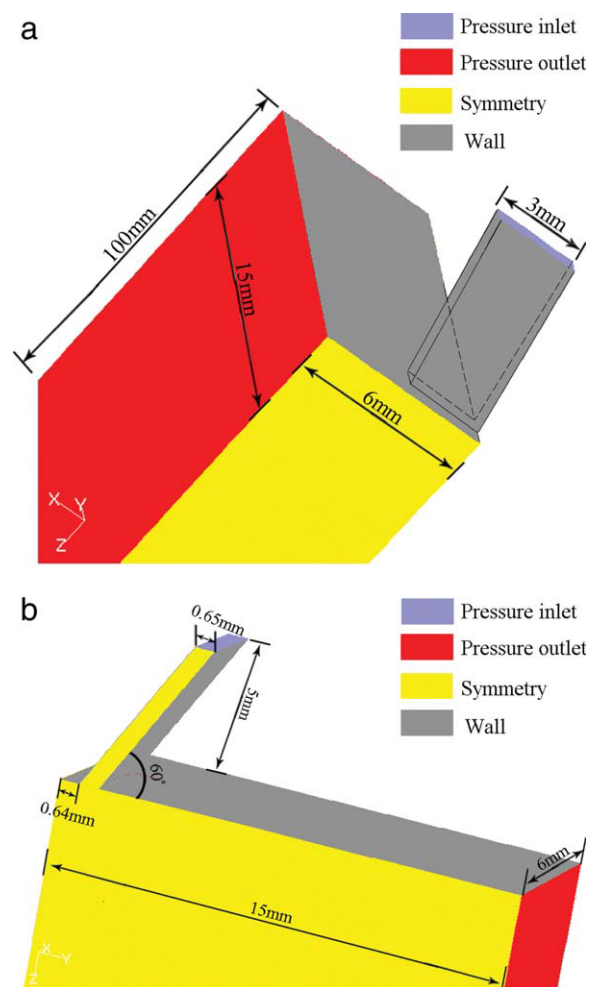 a
Pressure inlet
Pressure outlet
Symmetry
Wall
100mm
15mm
3mm
6mm
X
Y
Z
b
Pressure inlet
Pressure outlet
Symmetry
Wall
0.65mm
5mm
60°
0.64mm
6mm
15mm
X
Y
Z